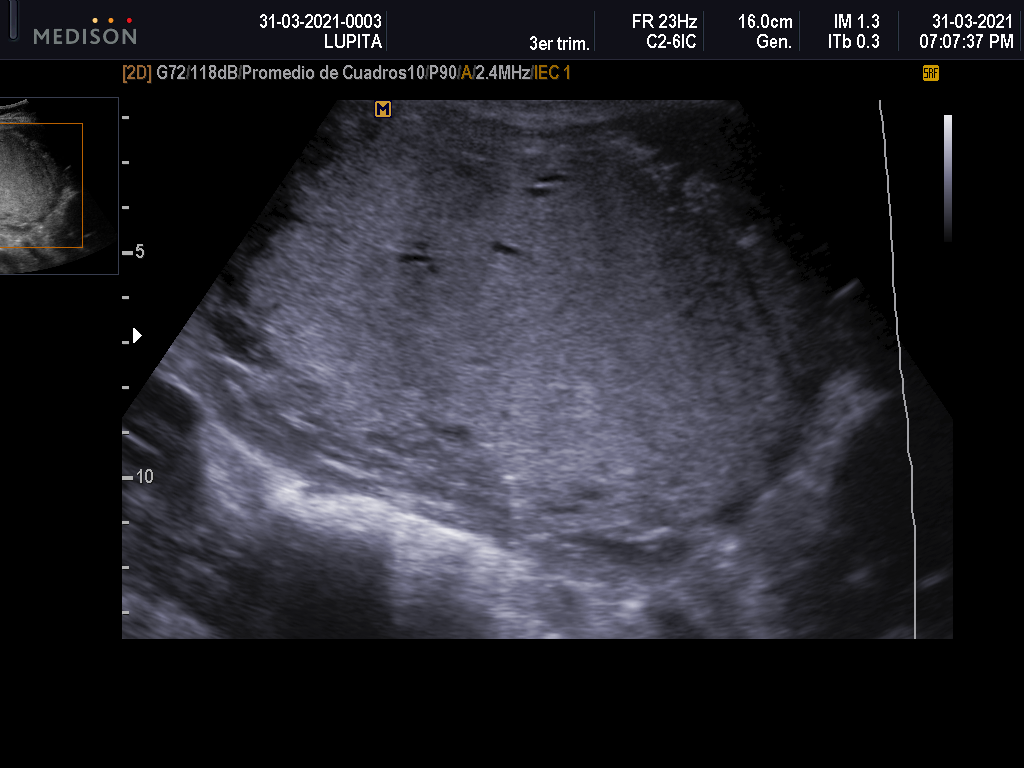 MEDISON
31-03-2021-0003
LUPITA
3er trim.
FR 23Hz
C2-6IC
16.0cm
Gen.
IM 1.3
ITb 0.3
31-03-2021
07:07:37 PM
[2D] G72/118dB/Promedio de Cuadros10/P90/A/2.4MHz/IEC 1
SRF
M
5
10